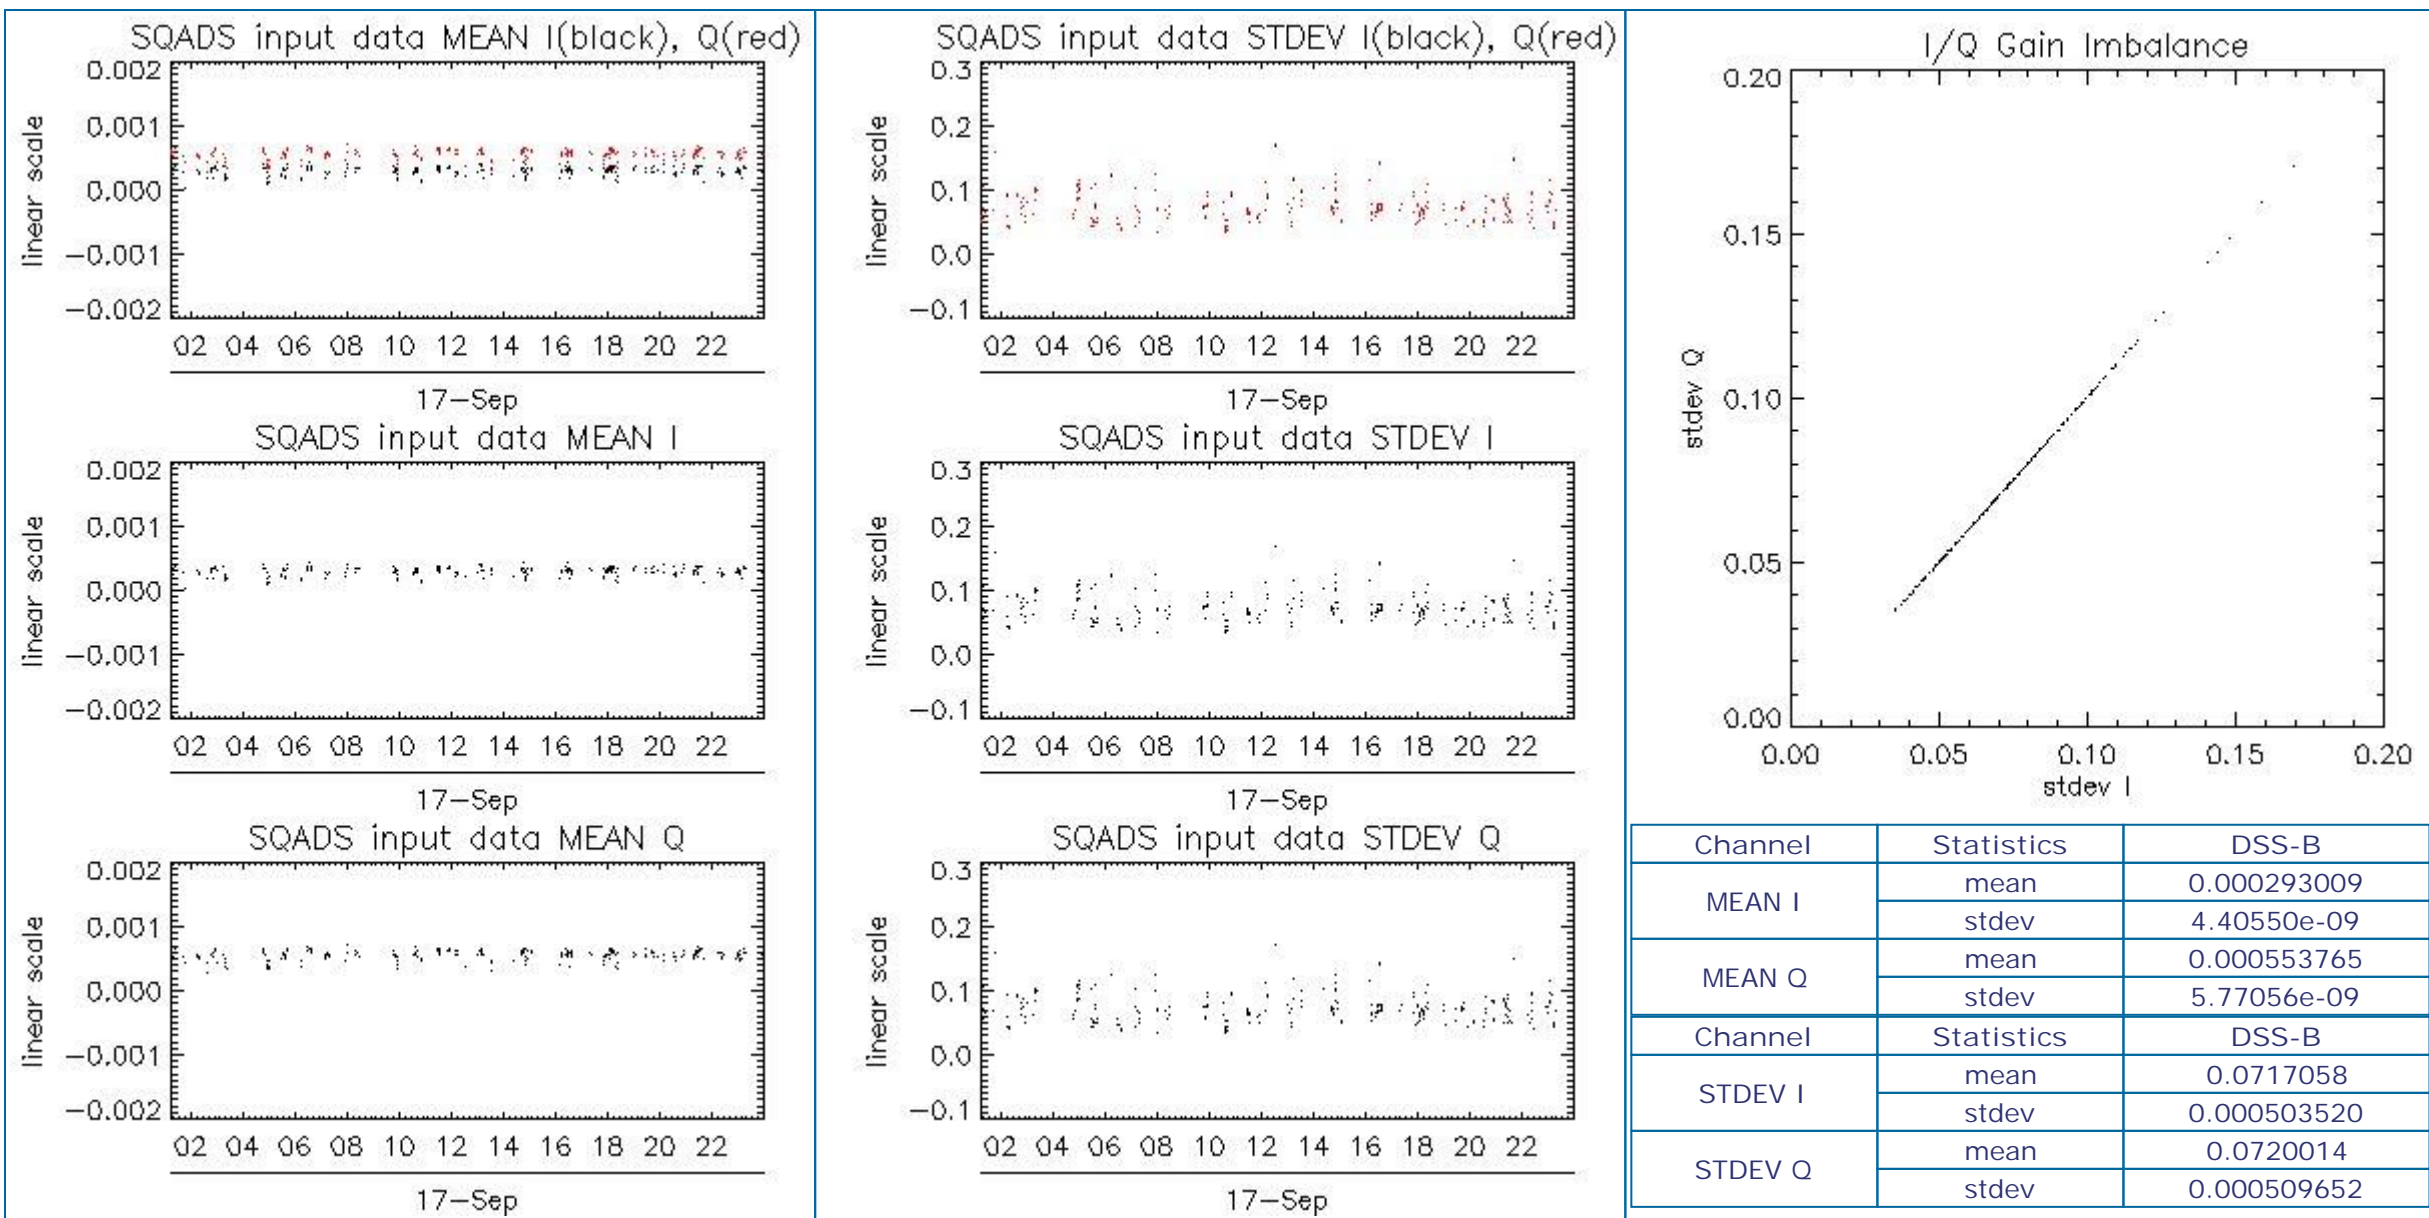 SQADS input data MEAN I(black), Q(red)
linear scale
0.002
0.001
0.000
−0.001
−0.002
02 04 06 08 10 12 14 16 18 20 22
17−Sep
SQADS input data MEAN I
linear scale
0.002
0.001
0.000
−0.001
−0.002
02 04 06 08 10 12 14 16 18 20 22
17−Sep
SQADS input data MEAN Q
linear scale
0.002
0.001
0.000
−0.001
−0.002
02 04 06 08 10 12 14 16 18 20 22
17−Sep
SQADS input data STDEV I(black), Q(red)
linear scale
0.3
0.2
0.1
0.0
−0.1
02 04 06 08 10 12 14 16 18 20 22
17−Sep
SQADS input data STDEV I
linear scale
0.3
0.2
0.1
0.0
−0.1
02 04 06 08 10 12 14 16 18 20 22
17−Sep
SQADS input data STDEV Q
linear scale
0.3
0.2
0.1
0.0
−0.1
02 04 06 08 10 12 14 16 18 20 22
17−Sep
I/Q Gain Imbalance
stdev Q
0.20
0.15
0.10
0.05
0.00
0.00 0.05 0.10 0.15 0.20
stdev I
Channel Statistics DSS-B
MEAN I mean 0.000293009
stdev 4.40550e-09
MEAN Q mean 0.000553765
stdev 5.77056e-09
Channel Statistics DSS-B
STDEV I mean 0.0717058
stdev 0.000503520
STDEV Q mean 0.0720014
stdev 0.000509652